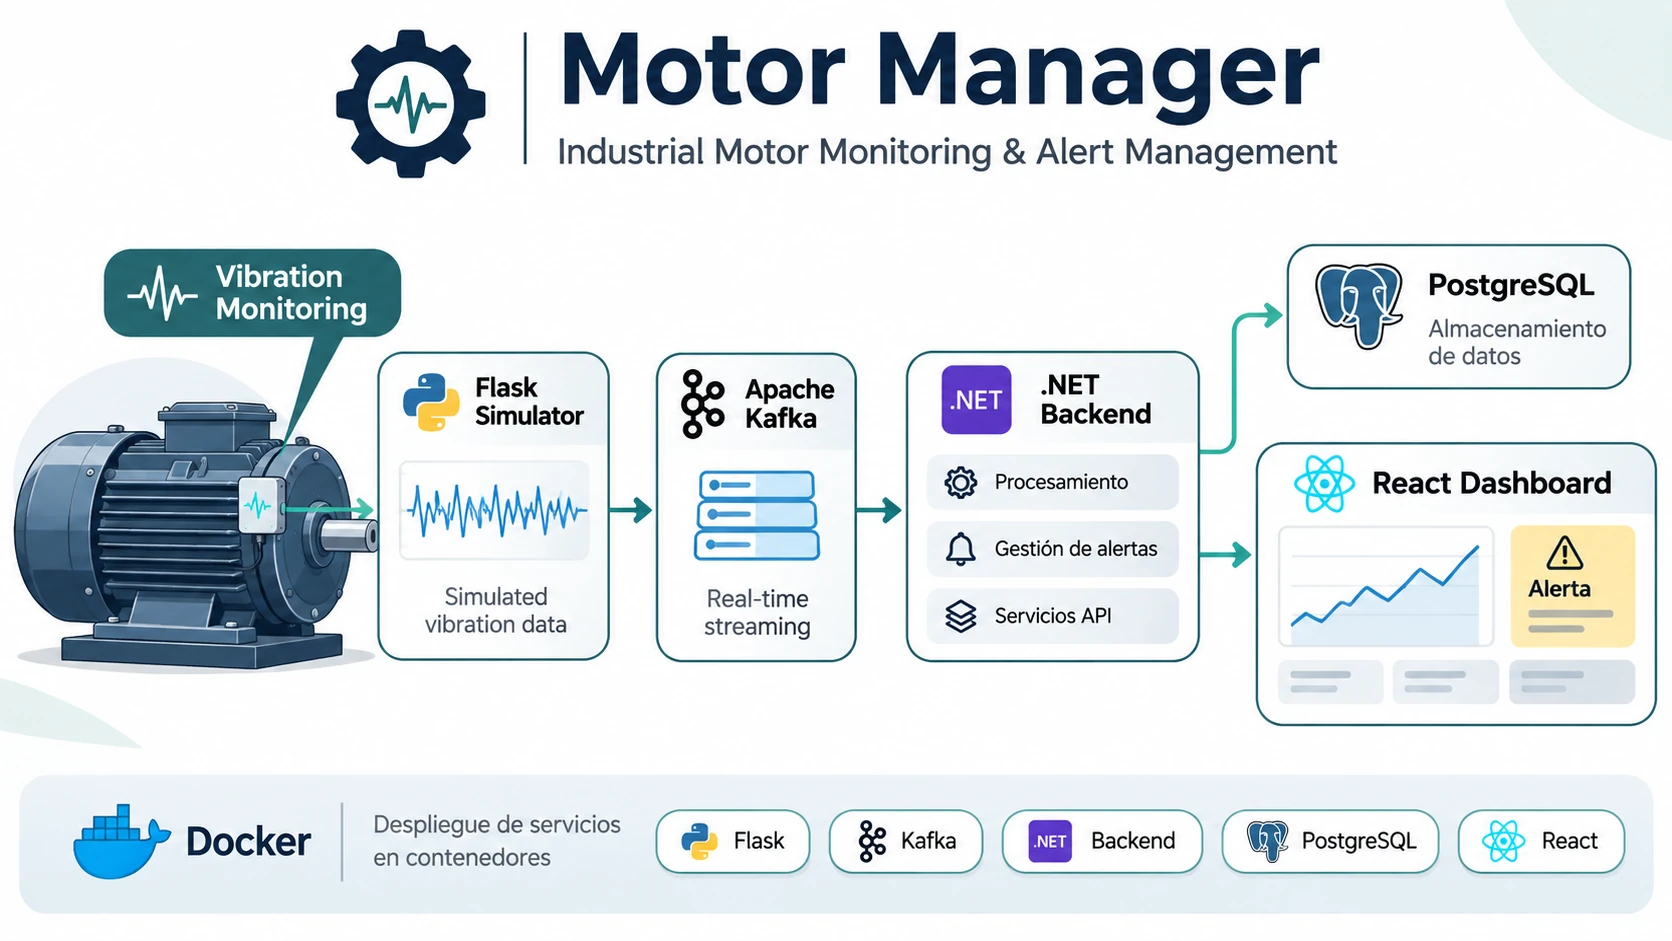 Motor Manager
Industrial Motor Monitoring & Alert Management
Vibration
Monitoring
Flask
Simulator
Simulated
vibration data
Apache
Kafka
Real-time
streaming
.NET
.NET
Backend
Procesamiento
Gestión de alertas
Servicios API
PostgreSQL
Almacenamiento
de datos
React Dashboard
Alerta
Docker
Despliegue de servicios
en contenedores
Flask
Kafka
.NET
Backend
PostgreSQL
React